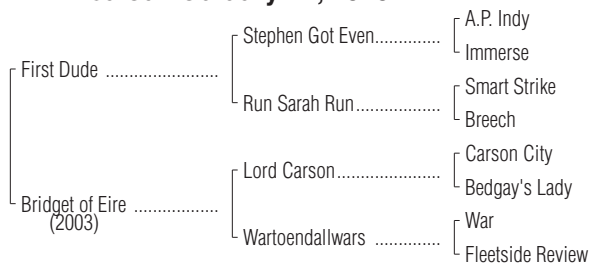 A.P. Indy
Stephen Got Even..............
Immerse
First Dude ........................
Smart Strike
Run Sarah Run..................
Breech
Carson City
Lord Carson......................
Bedgay's Lady
Bridget of Eire ..................
(2003)
War
Wartoendallwars ..............
Fleetside Review